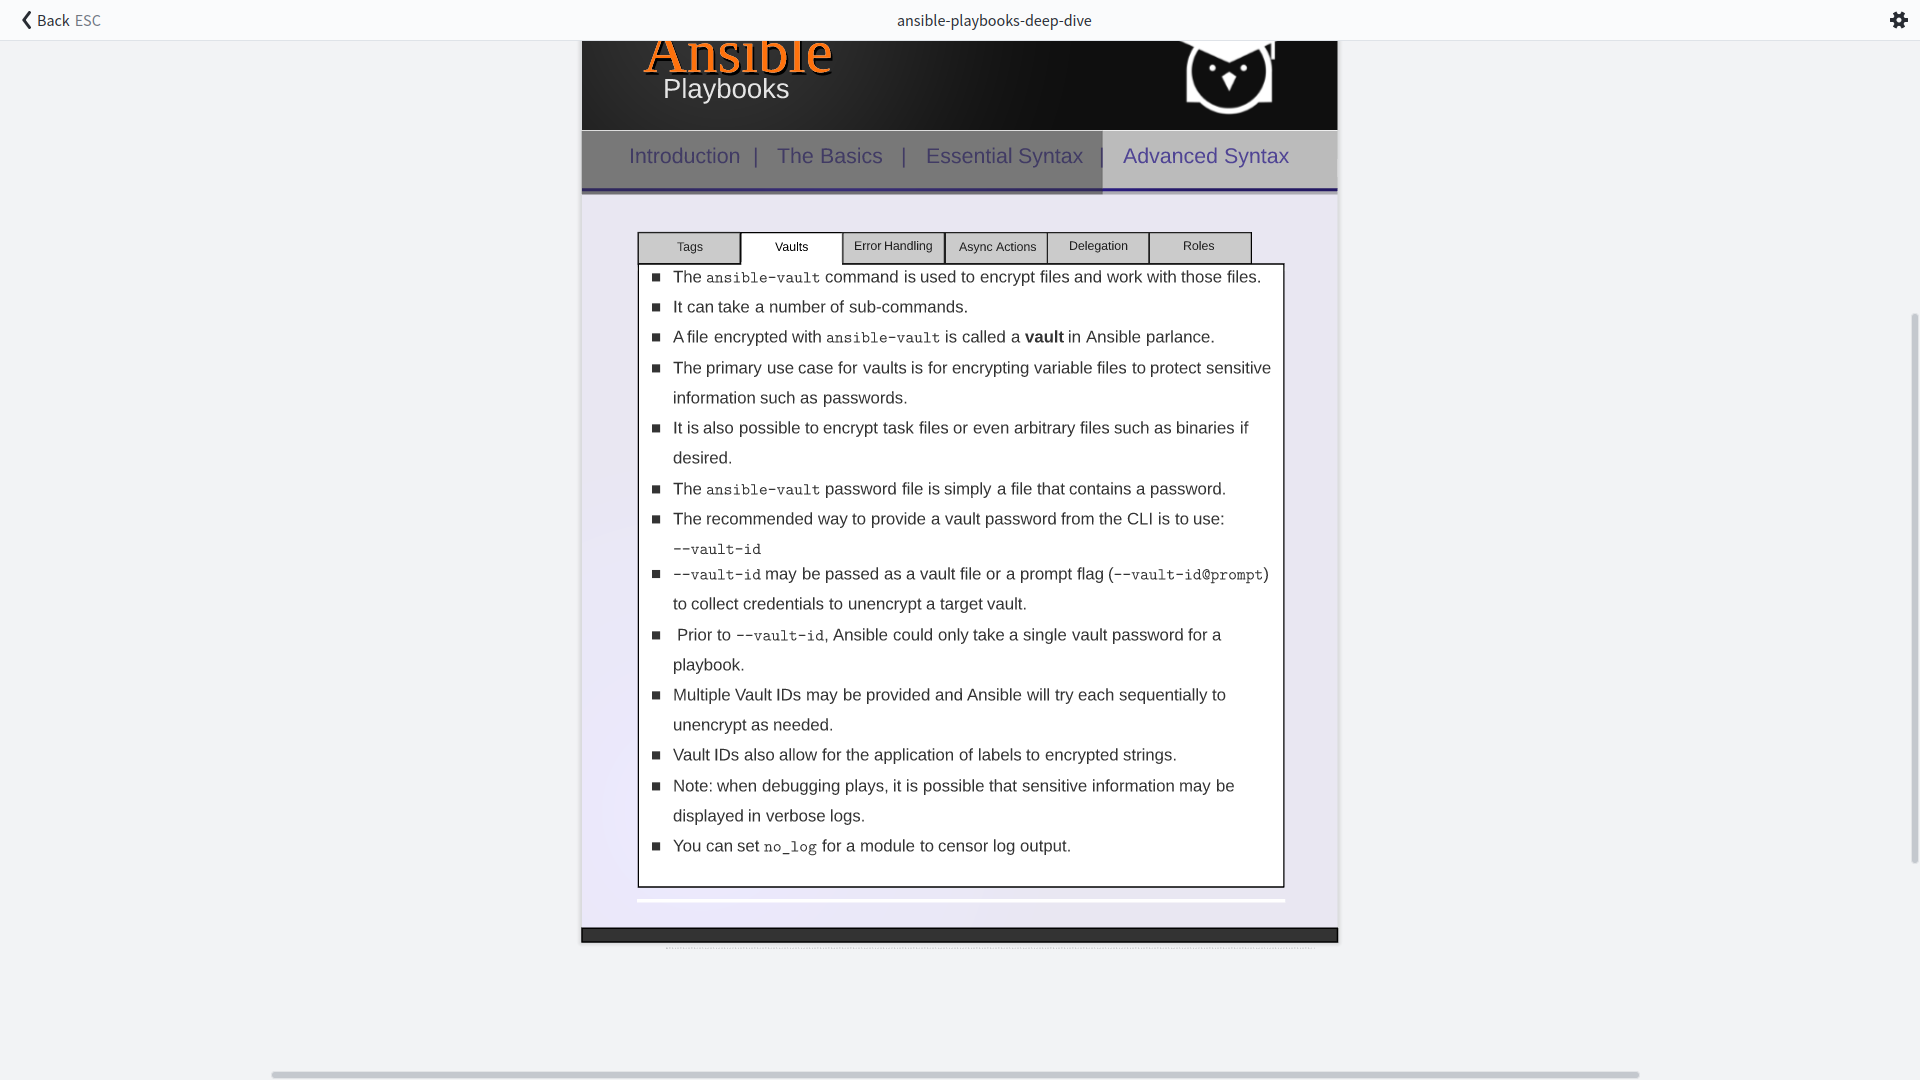 Back ESC
ansible-playbooks-deep-dive
Ansible
Playbooks
Introduction | The Basics | Essential Syntax | Advanced Syntax
Tags Vaults Error Handling Async Actions Delegation Roles
■ The ansible-vault command is used to encrypt files and work with those files.
■ It can take a number of sub-commands.
■ A file encrypted with ansible-vault is called a vault in Ansible parlance.
■ The primary use case for vaults is for encrypting variable files to protect sensitive
information such as passwords.
■ It is also possible to encrypt task files or even arbitrary files such as binaries if
desired.
■ The ansible-vault password file is simply a file that contains a password.
■ The recommended way to provide a vault password from the CLI is to use:
--vault-id
■ --vault-id may be passed as a vault file or a prompt flag (--vault-id@prompt)
to collect credentials to unencrypt a target vault.
■ Prior to --vault-id, Ansible could only take a single vault password for a
playbook.
■ Multiple Vault IDs may be provided and Ansible will try each sequentially to
unencrypt as needed.
■ Vault IDs also allow for the application of labels to encrypted strings.
■ Note: when debugging plays, it is possible that sensitive information may be
displayed in verbose logs.
■ You can set no_log for a module to censor log output.